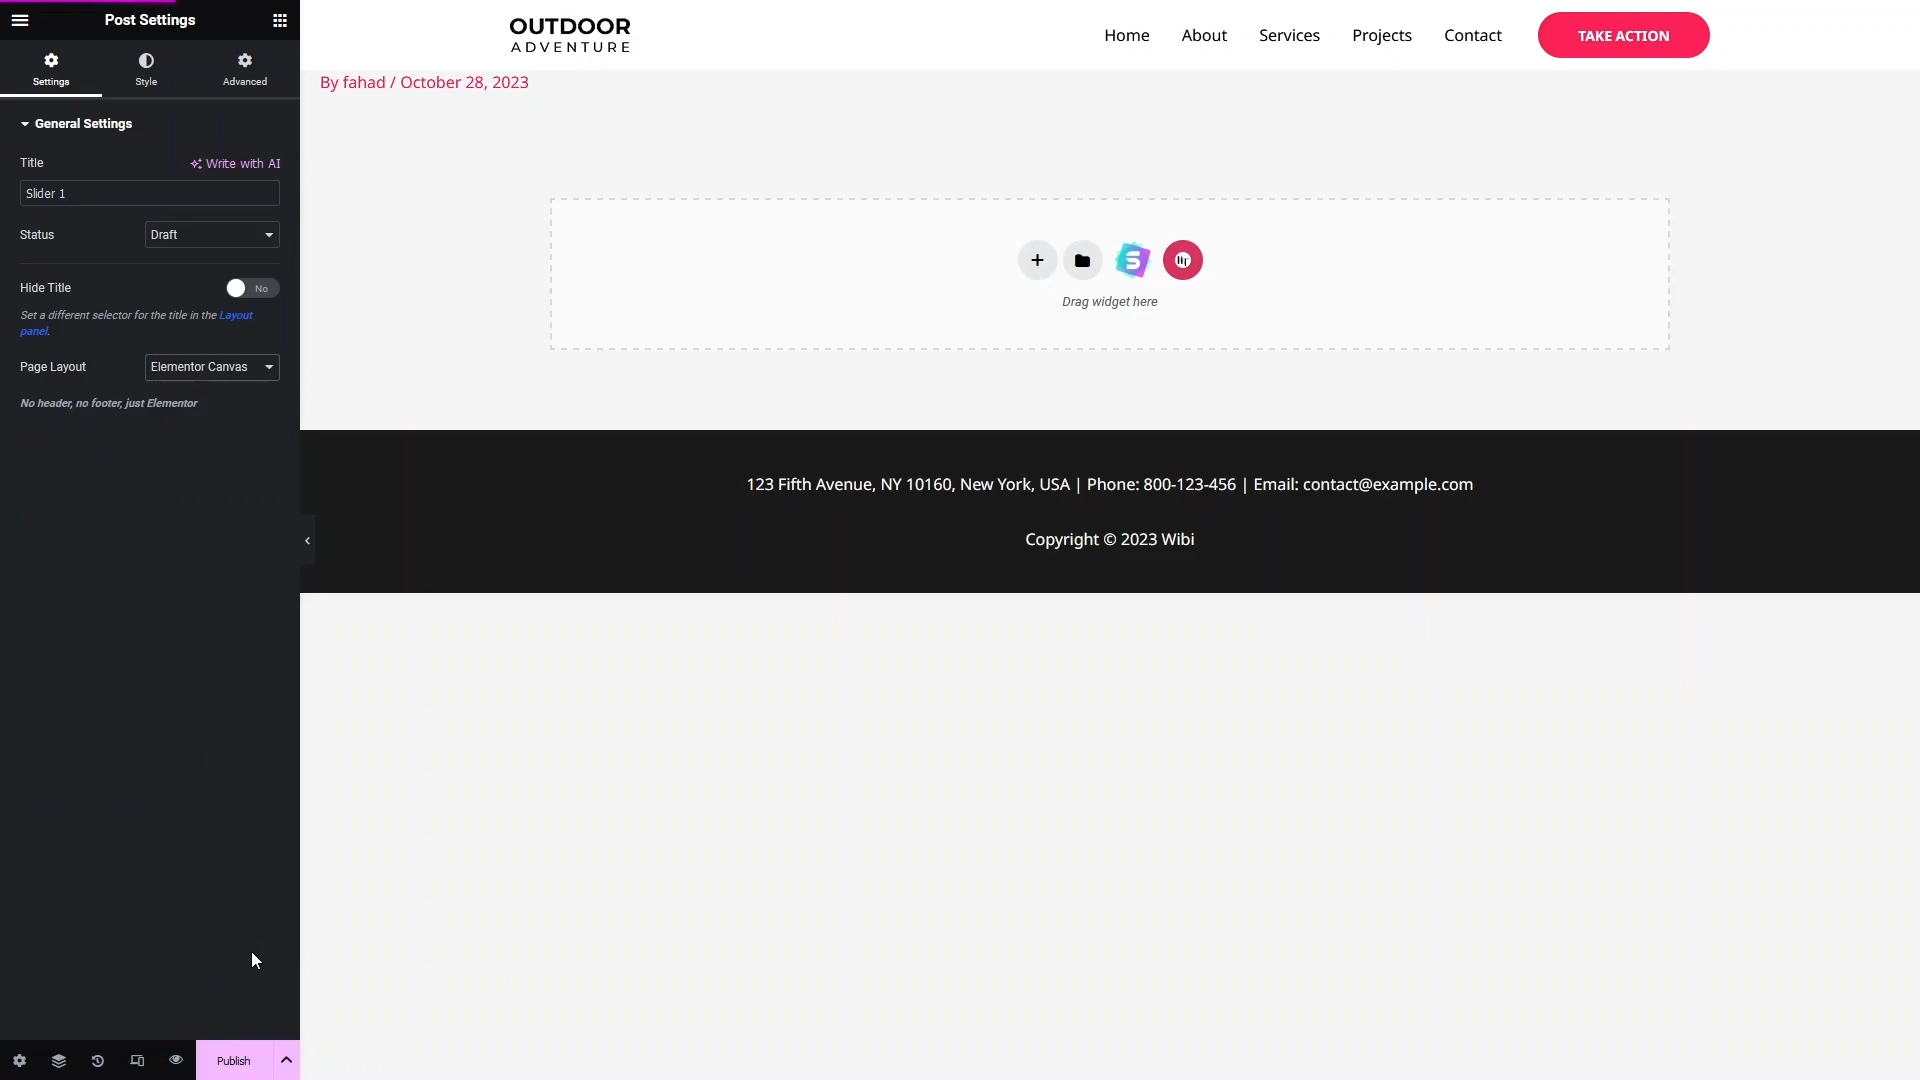 Post Settings
Settings
Style
Advanced
General Settings
Title
Write with AI
Slider 1
Status
Draft
Hide Title
No
Set a different selector for the title in the Layout
panel.
Page Layout
Elementor Canvas
No header, no footer, just Elementor
Publish
OUTDOOR
ADVENTURE
Home
About
Services
Projects
Contact
TAKE ACTION
By fahad / October 28, 2023
Drag widget here
123 Fifth Avenue, NY 10160, New York, USA | Phone: 800-123-456 | Email: contact@example.com
Copyright © 2023 Wibi